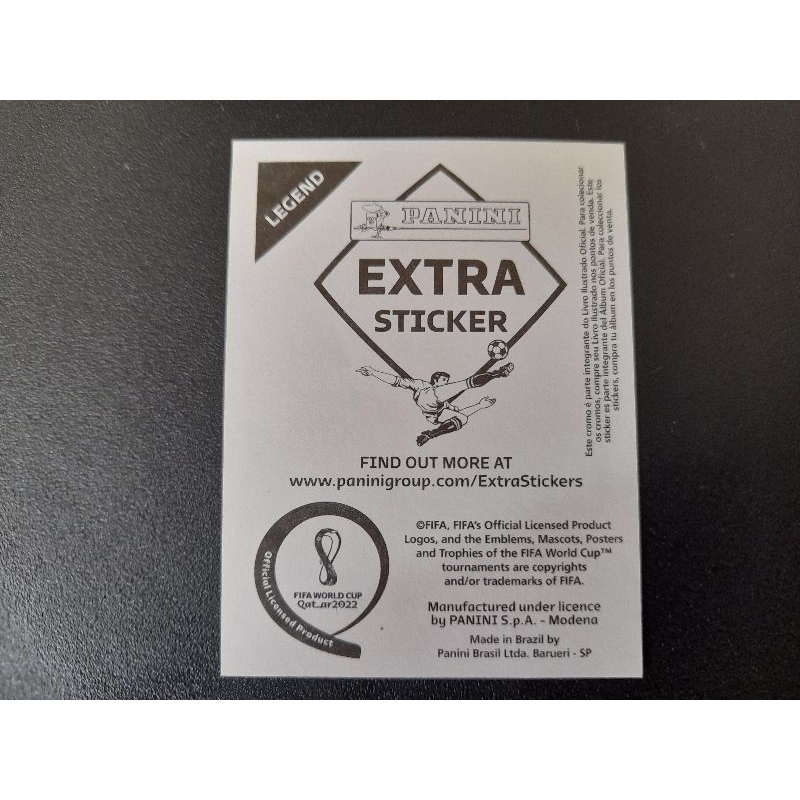 LEGEND
PANINI
EXTRA
STICKER
FIND OUT MORE AT
www.paninigroup.com/ExtraStickers
Este cromo é parte integrante do Livro Ilustrado Oficial. Para colecionar
os cromos, compre seu Livro Ilustrado nos pontos de venda. Este
sticker es parte integrante del Álbum Oficial. Para coleccionar los
stickers, compra tu álbum en los puntos de venta.
FIFA WORLD CUP
Qat_ar2022
Official Licensed Product
©FIFA, FIFA's Official Licensed Product
Logos, and the Emblems, Mascots, Posters
and Trophies of the FIFA World Cup™
tournaments are copyrights
and/or trademarks of FIFA.
Manufactured under licence
by PANINI S.p.A. - Modena
Made in Brazil by
Panini Brasil Ltda. Barueri - SP